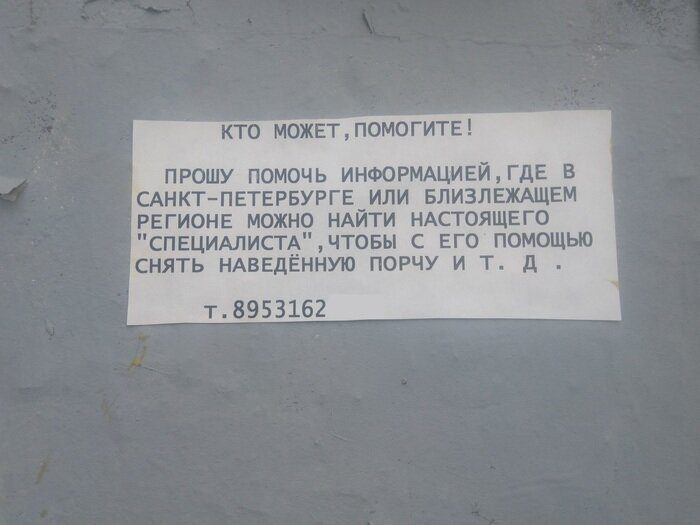 КТО МОЖЕТ,ПОМОГИТЕ!
ПРОШУ ПОМОЧЬ ИНФОРМАЦИЕЙ,ГДЕ В
САНКТ-ПЕТЕРБУРГЕ ИЛИ БЛИЗЛЕЖАЩЕМ
РЕГИОНЕ МОЖНО НАЙТИ НАСТОЯЩЕГО
"СПЕЦИАЛИСТА",ЧТОБЫ С ЕГО ПОМОЩЬЮ
СНЯТЬ НАВЕДЁННУЮ ПОРЧУ И Т. Д .
т.8953162